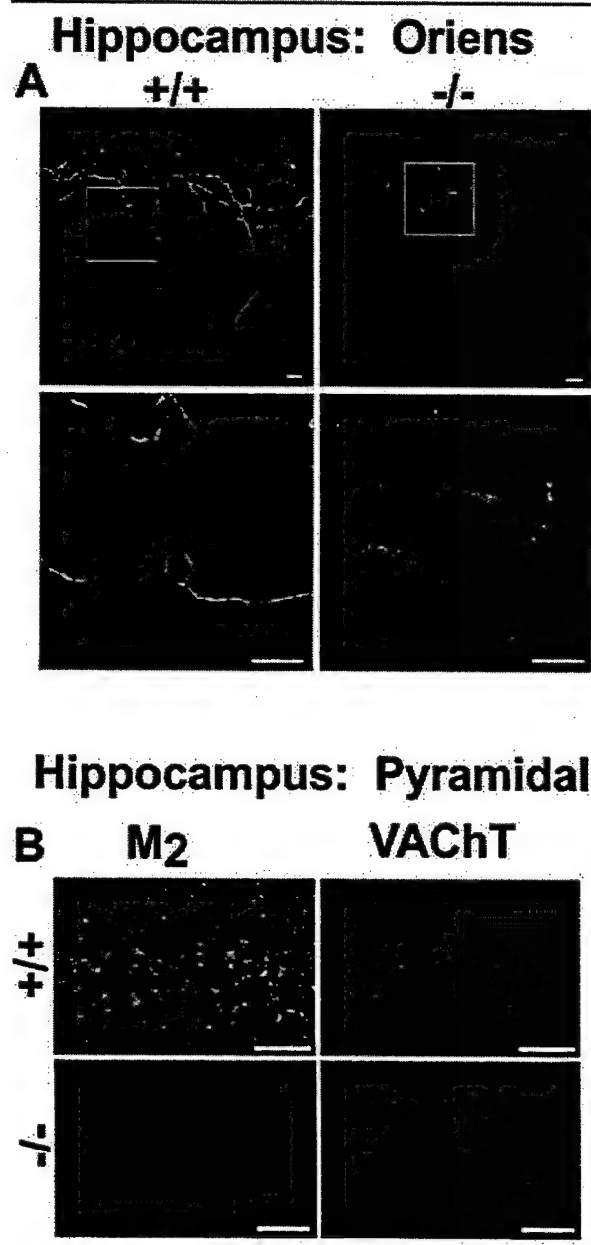 Hippocampus: Oriens
A
+/+ -/-
Hippocampus: Pyramidal
B M2 VAChT
+/+
-/-